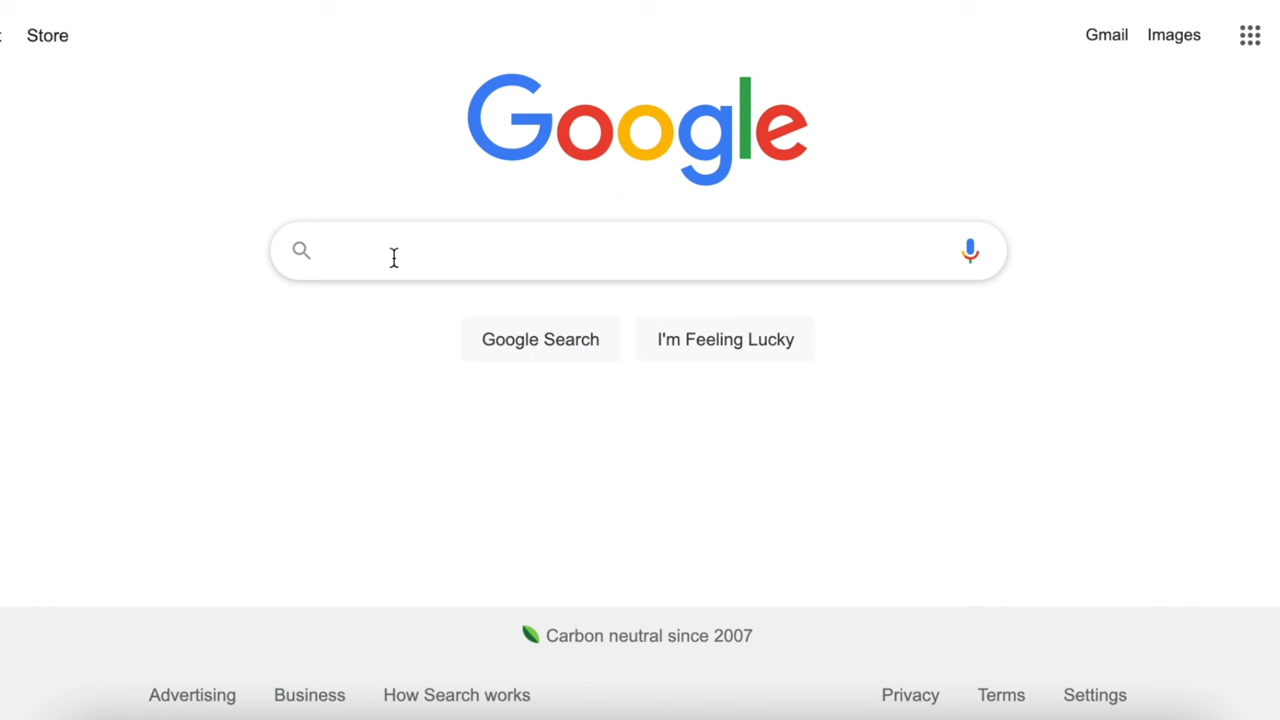 Store
Gmail Images
Google
Google Search I'm Feeling Lucky
Carbon neutral since 2007
Advertising Business How Search works Privacy Terms Settings